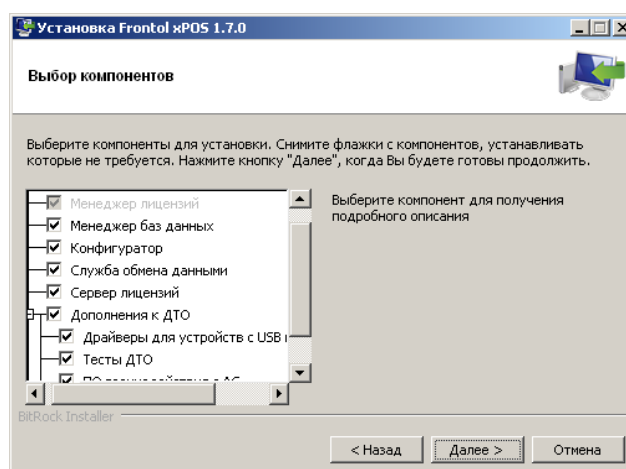 Установка Frontol xPOS 1.7.0
Выбор компонентов
Выберите компоненты для установки. Снимите флажки с компонентов, устанавливать
которые не требуется. Нажмите кнопку "Далее", когда Вы будете готовы продолжить.
Менеджер лицензий
Менеджер баз данных
Конфигуратор
Служба обмена данными
Сервер лицензий
Дополнения к ДТО
Драйверы для устройств с USB
Тесты ДТО
Выберите компонент для получения
подробного описания
BitRock Installer
< Назад
Далее >
Отмена